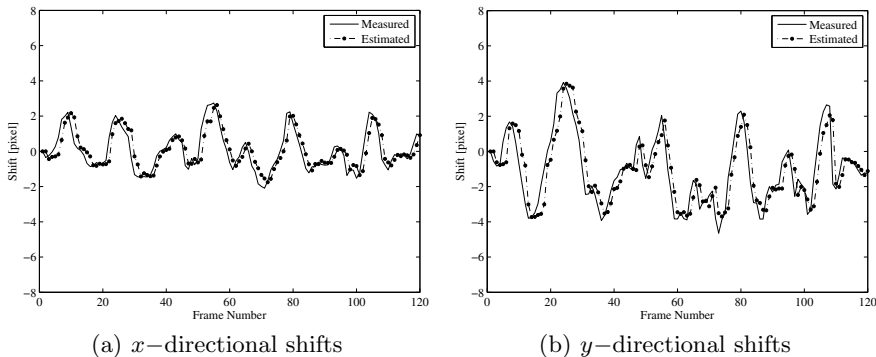 8
6
4
2
0
−2
−4
−6
−8
Shift [pixel]
0 20 40 60 80 100 120
Frame Number
Measured
Estimated
(a) x−directional shifts
8
6
4
2
0
−2
−4
−6
−8
Shift [pixel]
0 20 40 60 80 100 120
Frame Number
Measured
Estimated
(b) y−directional shifts